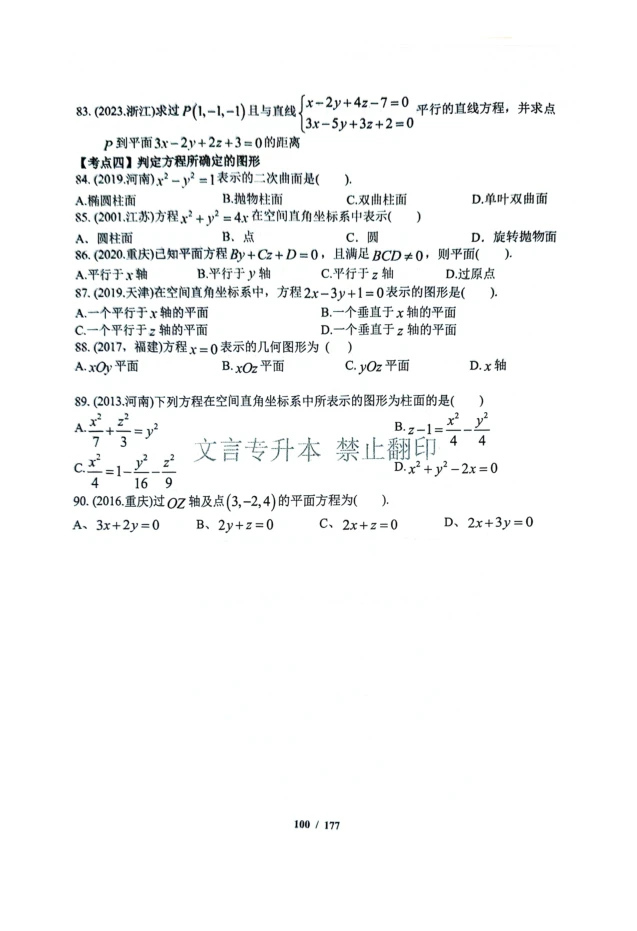 83. (2023.浙江)求过 P(1,−1,−1) 且与直线 {x−2y+4z−7=0 3x−5y+3z+2=0 平行的直线方程，并求点
P 到平面 3x−2y+2z+3=0 的距离
【考点四】判定方程所确定的图形
84. (2019.河南) x²−y²=1 表示的二次曲面是( ).
A.椭圆柱面 B.抛物柱面 C.双曲柱面 D.单叶双曲面
85. (2001.江苏)方程 x²+y²=4x 在空间直角坐标系中表示( )
A、圆柱面 B、点 C、圆 D、旋转抛物面
86. (2020.重庆)已知平面方程 By+Cz+D=0，且满足 BCD≠0，则平面( ).
A.平行于 x 轴 B.平行于 y 轴 C.平行于 z 轴 D.过原点
87. (2019.天津)在空间直角坐标系中，方程 2x−3y+1=0 表示的图形是( ).
A.一个平行于 x 轴的平面 B.一个垂直于 x 轴的平面
C.一个平行于 z 轴的平面 D.一个垂直于 z 轴的平面
88. (2017，福建)方程 x=0 表示的几何图形为 ( )
A. xOy 平面 B. xOz 平面 C. yOz 平面 D. x 轴
89. (2013.河南)下列方程在空间直角坐标系中所表示的图形为柱面的是( )
A. x²/7+z²/3=y² B. z−1=x²/4−y²/4
文言专升本 禁止翻印
C. x²/4=1−y²/16−z²/9 D. x²+y²−2x=0
90. (2016.重庆)过 OZ 轴及点 (3,−2,4) 的平面方程为( ).
A、3x+2y=0 B、2y+z=0 C、2x+z=0 D、2x+3y=0
100 / 177